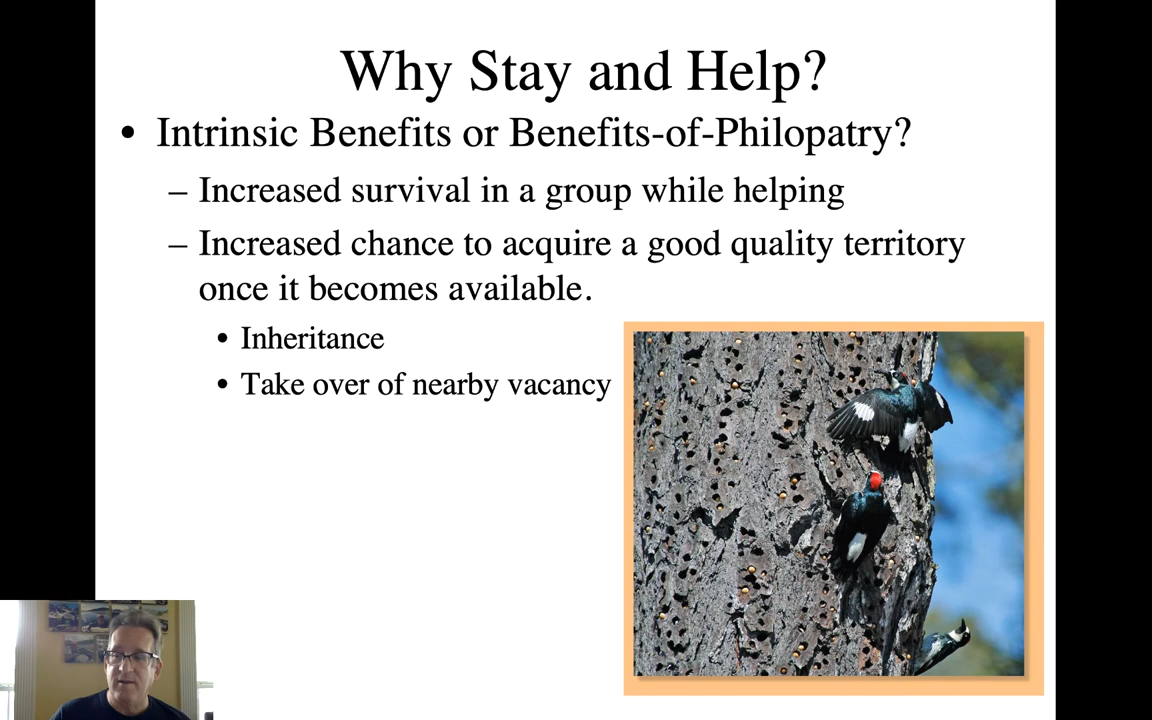 Why Stay and Help?
• Intrinsic Benefits or Benefits-of-Philopatry?
– Increased survival in a group while helping
– Increased chance to acquire a good quality territory
once it becomes available.
• Inheritance
• Take over of nearby vacancy